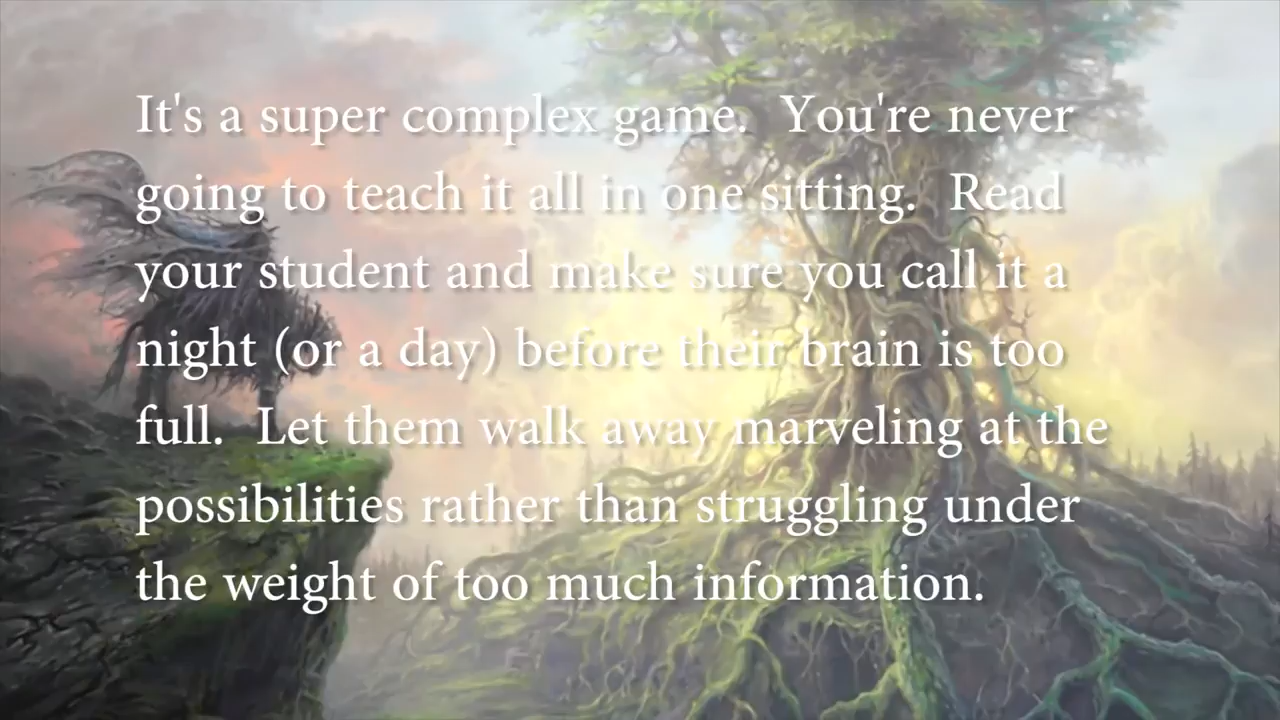 It's a super complex game.  You're never
going to teach it all in one sitting.  Read
your student and make sure you call it a
night (or a day) before their brain is too
full.  Let them walk away marveling at the
possibilities rather than struggling under
the weight of too much information.